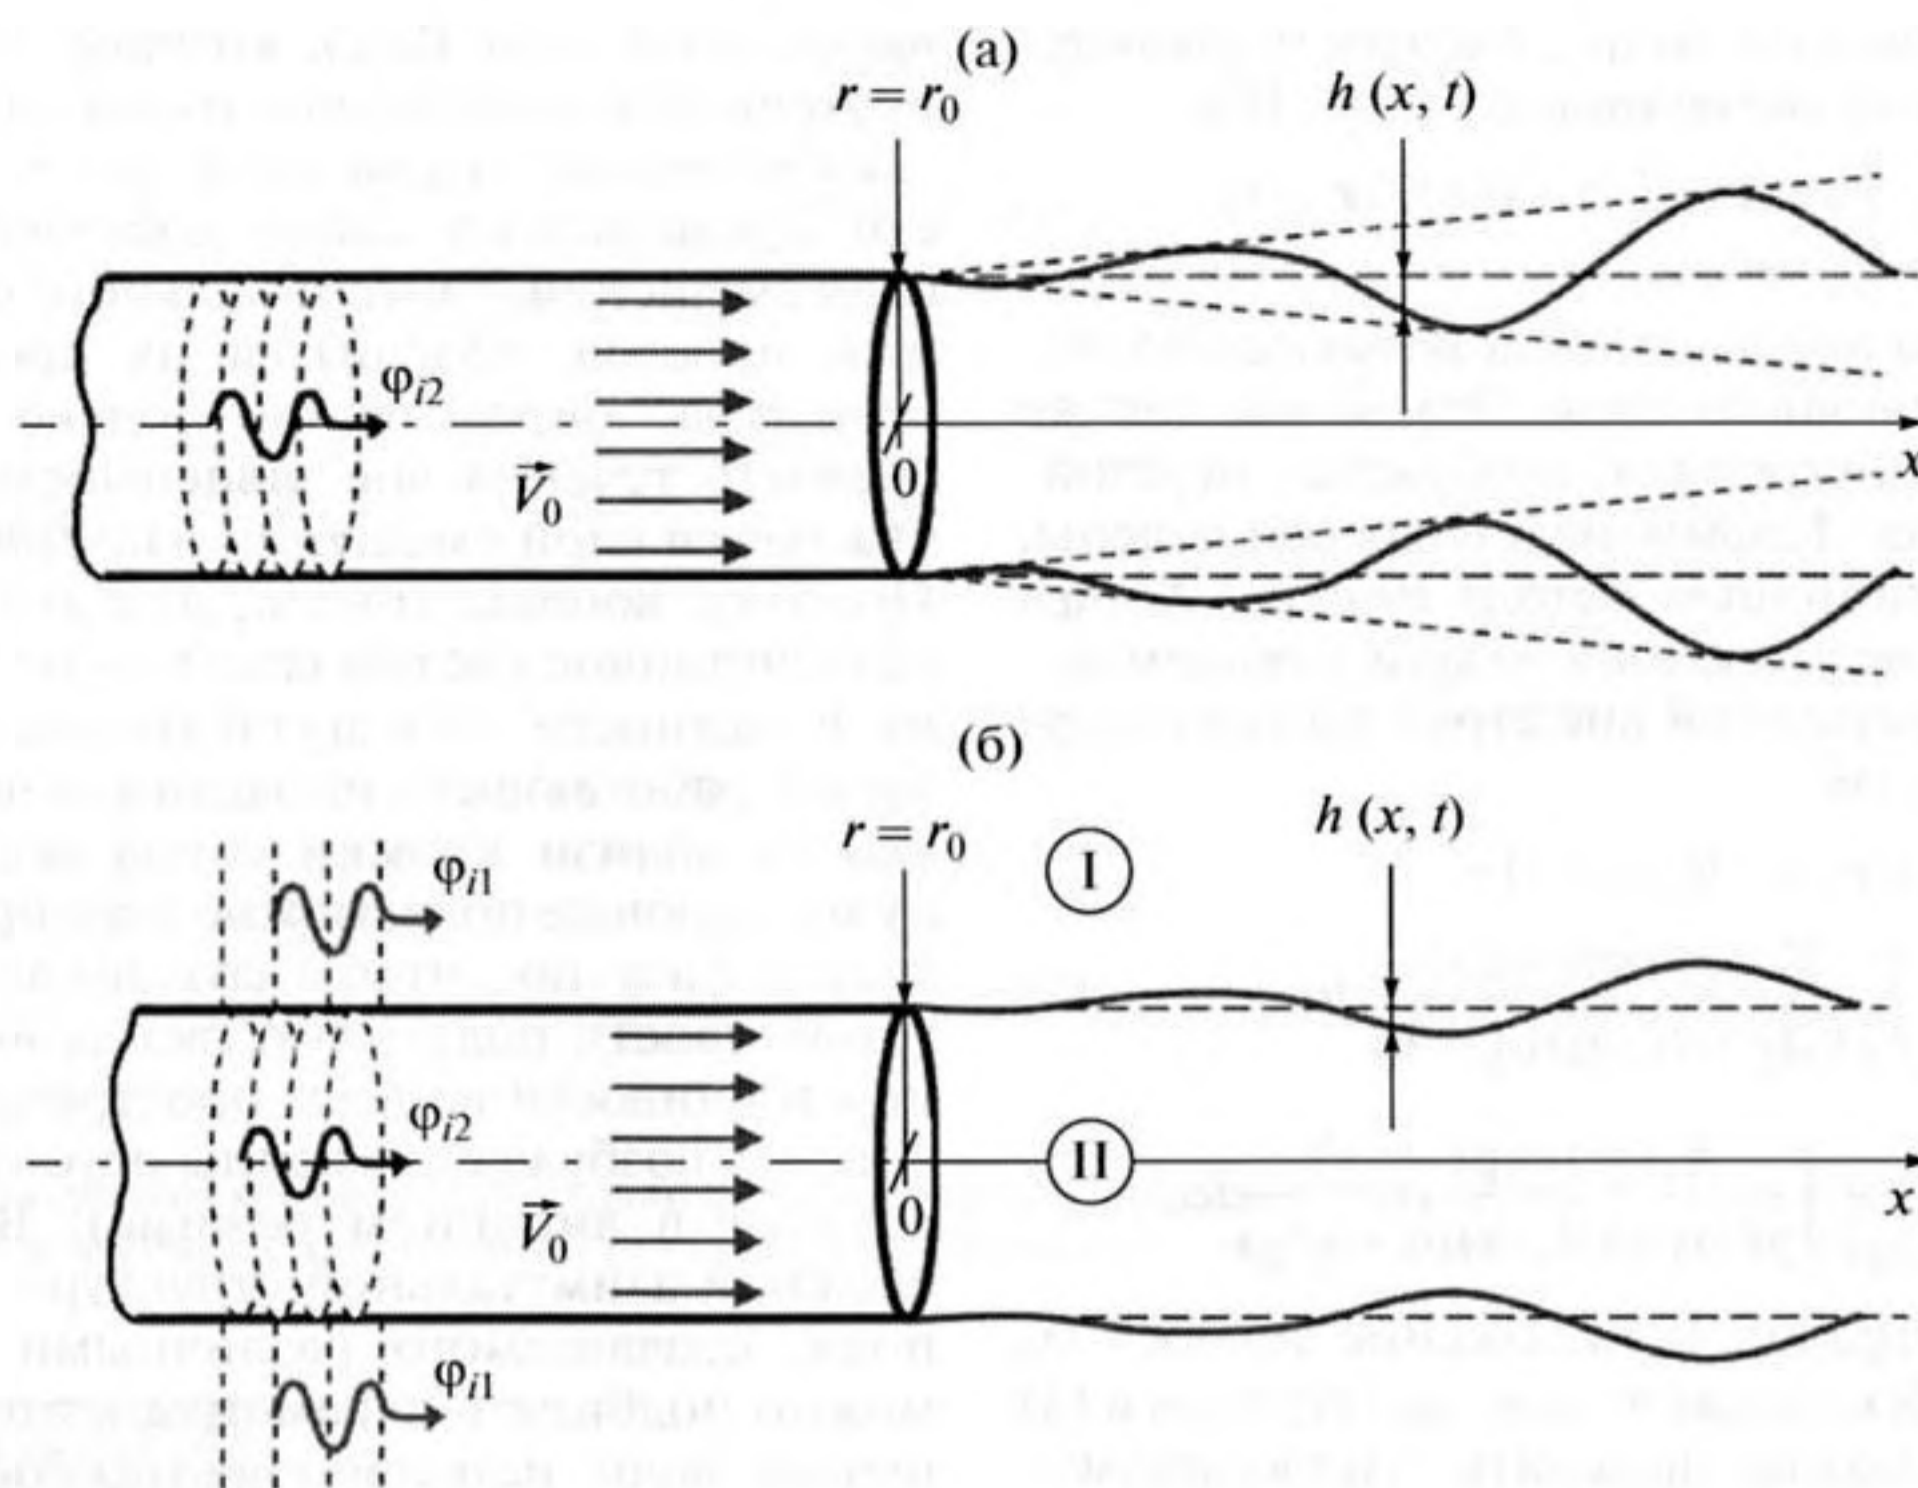 (а)
r = r₀
h (x, t)
φᵢ₂
V⃗₀
0
x
(б)
r = r₀
I
h (x, t)
φᵢ₁
φᵢ₂
V⃗₀
0
II
x
φᵢ₁